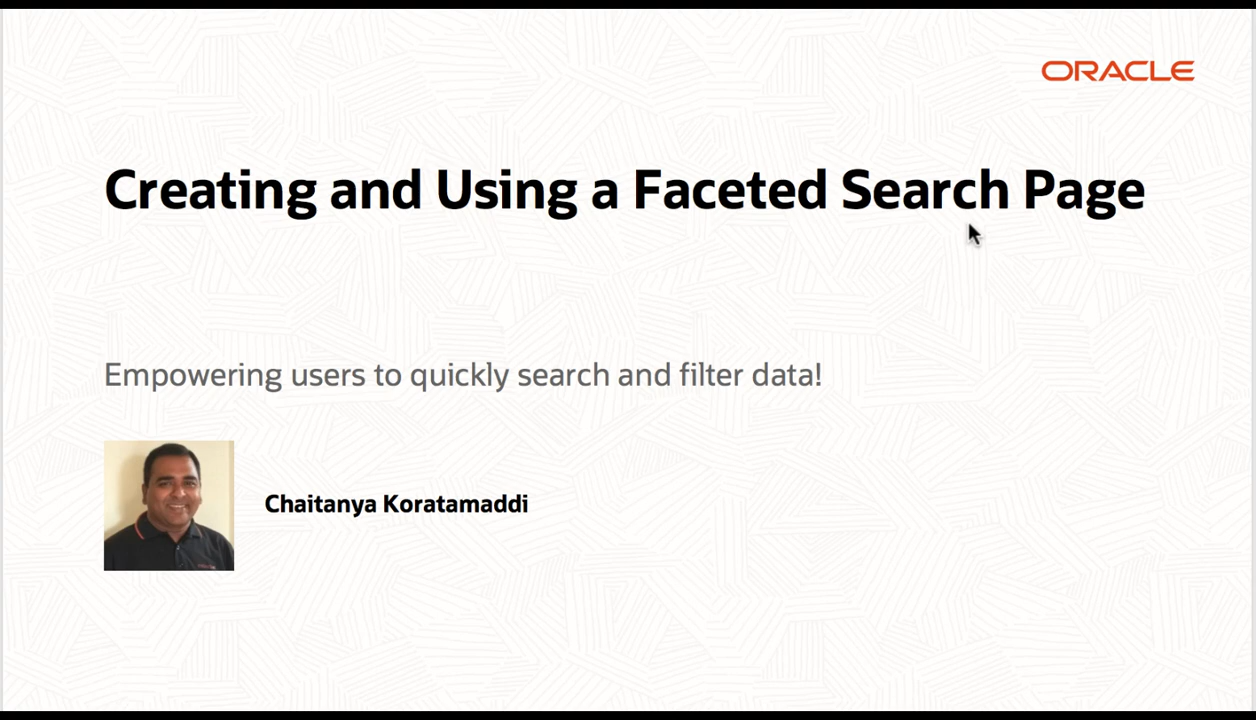 ORACLE
Creating and Using a Faceted Search Page
Empowering users to quickly search and filter data!
Chaitanya Koratamaddi